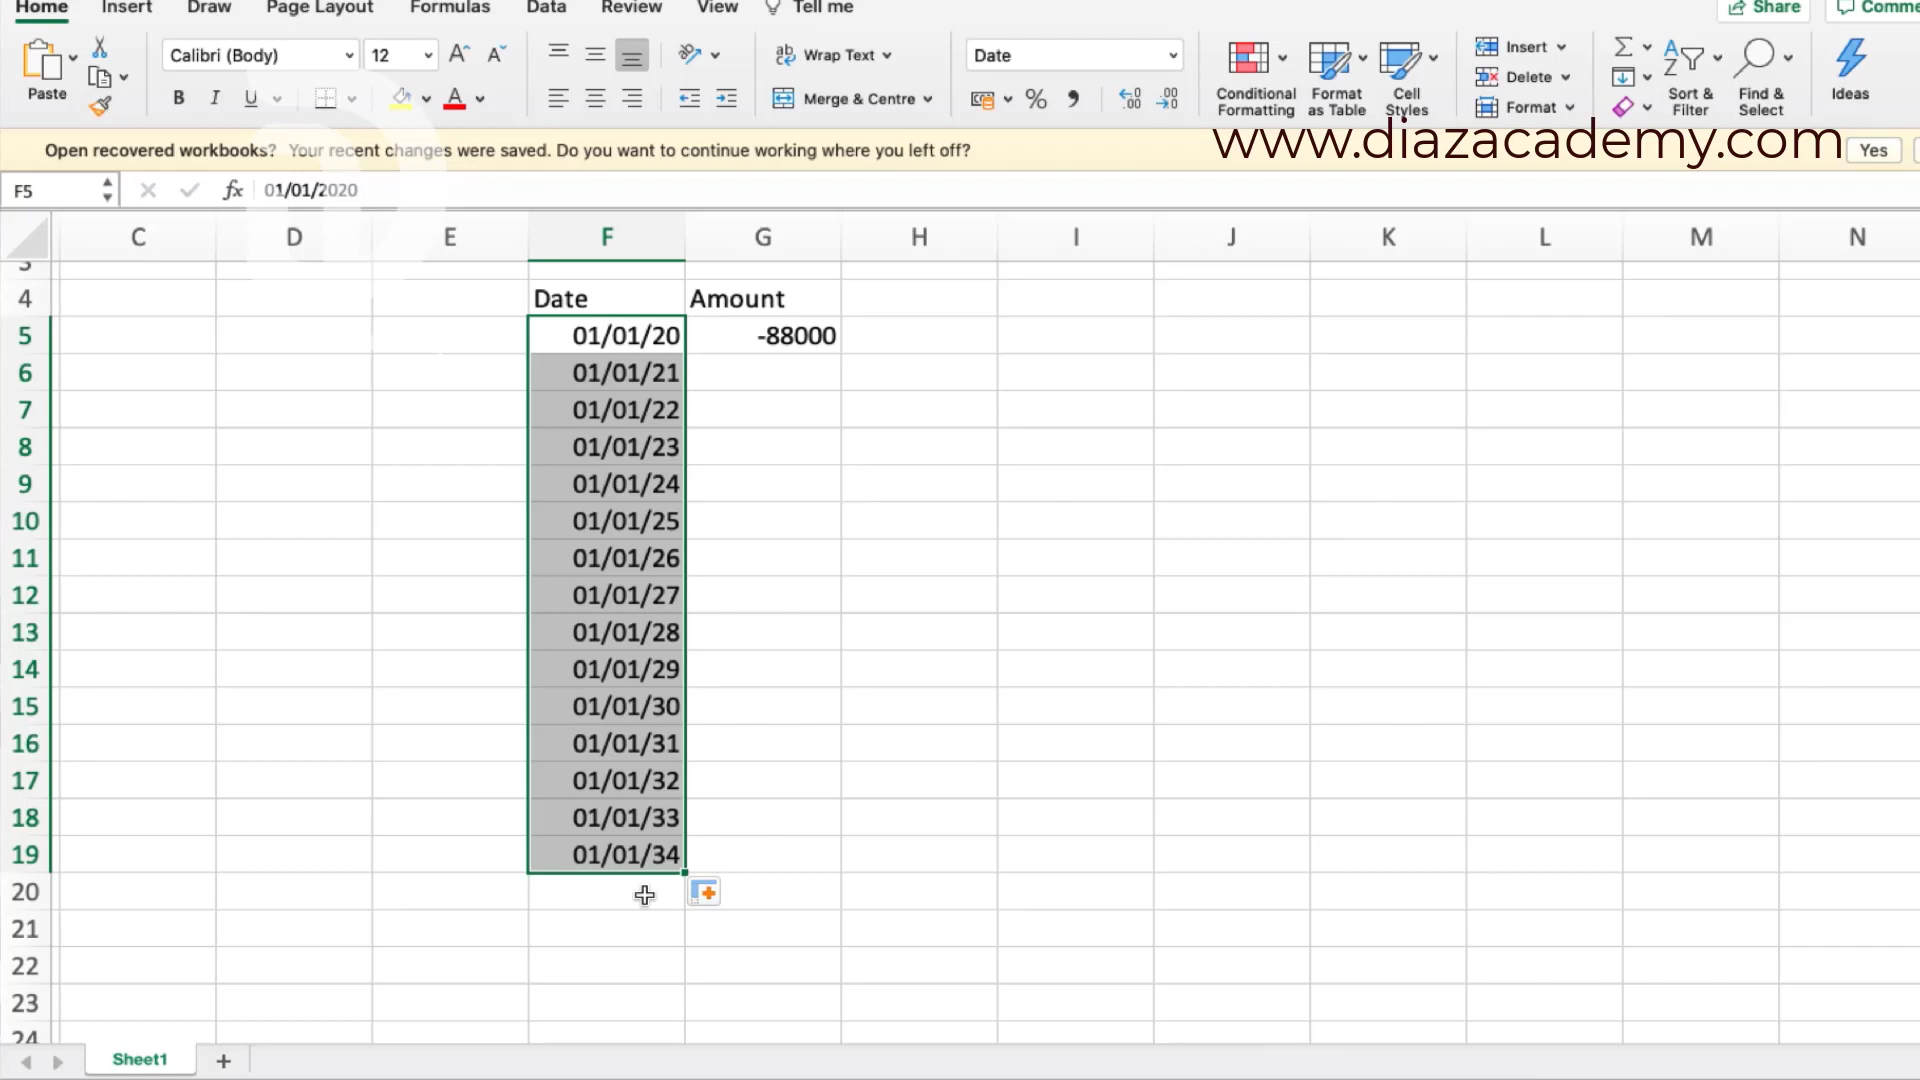 Home Insert Draw Page Layout Formulas Data Review View Tell me Share
Calibri (Body) 12 Wrap Text Date Insert
Paste B I U Merge & Centre % Conditional Formatting Format as Table Cell Styles Delete Format Sort & Filter Find & Select Ideas
www.diazacademy.com
Open recovered workbooks? Your recent changes were saved. Do you want to continue working where you left off? Yes
F5 fx 01/01/2020
C D E F G H I J K L M N
3
4 Date Amount
5 01/01/20 -88000
6 01/01/21
7 01/01/22
8 01/01/23
9 01/01/24
10 01/01/25
11 01/01/26
12 01/01/27
13 01/01/28
14 01/01/29
15 01/01/30
16 01/01/31
17 01/01/32
18 01/01/33
19 01/01/34
20
21
22
23
24
Sheet1